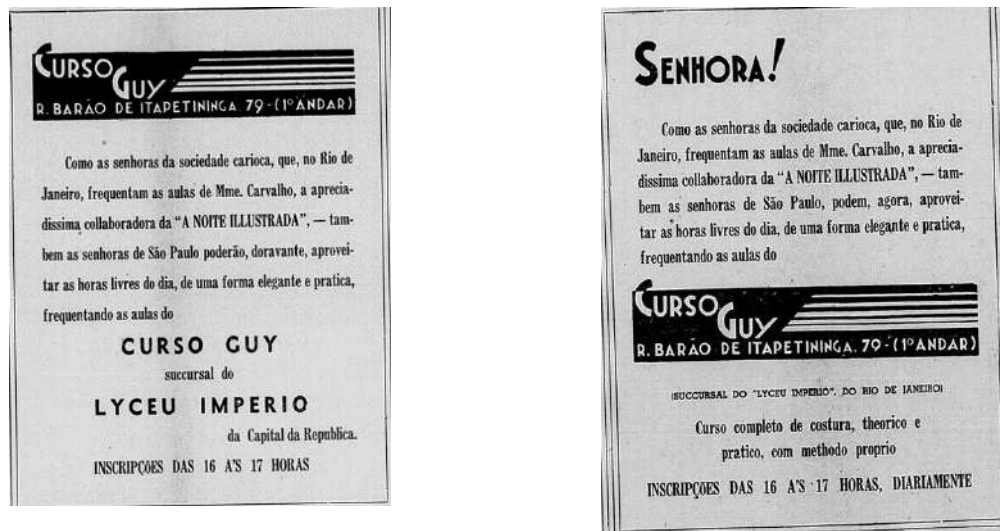 CURSO
GUY
R. BARÃO DE ITAPETININGA, 79-(1º ANDAR)
Como as senhoras da sociedade carioca, que, no Rio de
Janeiro, frequentam as aulas de Mme. Carvalho, a aprecia-
dissima collaboradora da "A NOITE ILLUSTRADA", — tam-
bem as senhoras de São Paulo poderão, doravante, aprovei-
tar as horas livres do dia, de uma forma elegante e pratica,
frequentando as aulas do
CURSO GUY
succursal do
LYCEU IMPERIO
da Capital da Republica.
INSCRIPÇÕES DAS 16 A'S 17 HORAS
SENHORA!
Como as senhoras da sociedade carioca, que, no Rio de
Janeiro, frequentam as aulas de Mme. Carvalho, a aprecia-
dissima collaboradora da "A NOITE ILLUSTRADA", — tam-
bem as senhoras de São Paulo, podem, agora, aprovei-
tar as horas livres do dia, de uma forma elegante e pratica,
frequentando as aulas do
CURSO
GUY
R. BARÃO DE ITAPETININGA, 79-(1º ANDAR)
(SUCCURSAL DO "LYCEU IMPERIO", DO RIO DE JANEIRO)
Curso completo de costura, theorico e
pratico, com methodo proprio
INSCRIPÇÕES DAS 16 A'S 17 HORAS, DIARIAMENTE